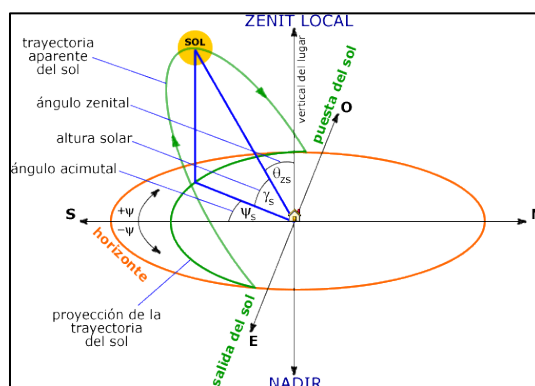 ZENIT LOCAL
trayectoria
aparente
del sol
SOL
vertical del lugar
puesta del sol
O
ángulo zenital
altura solar
ángulo acimutal
θzs
γs
ψs
S
+ψ
−ψ
horizonte
proyección de la
trayectoria
del sol
salida del sol
E
NADIR